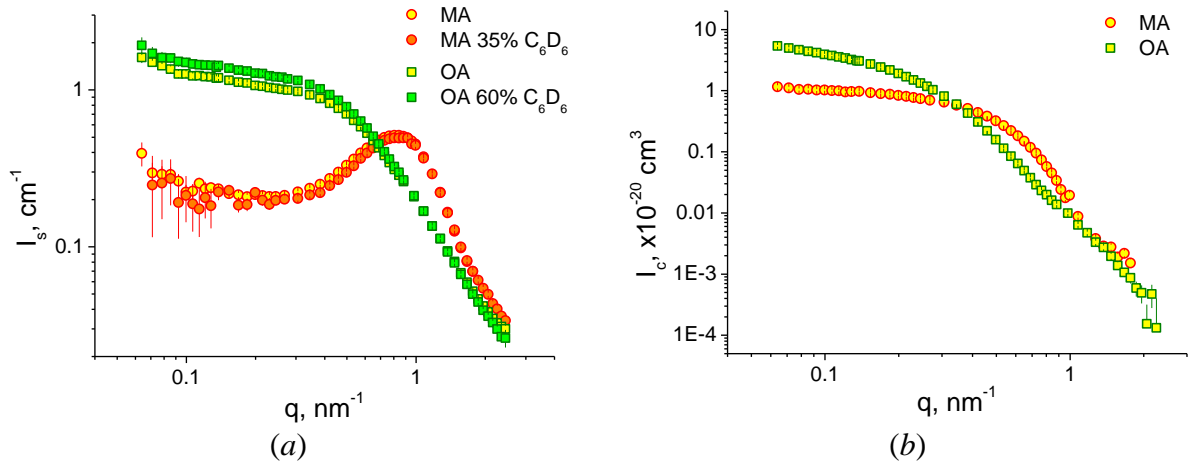 MA
MA 35% C₆D₆
OA
OA 60% C₆D₆
1
0.1
Iₛ, cm⁻¹
0.1
1
q, nm⁻¹
(a)
MA
OA
10
1
0.1
0.01
1E-3
1E-4
I_c, x10⁻²⁰ cm³
0.1
1
q, nm⁻¹
(b)